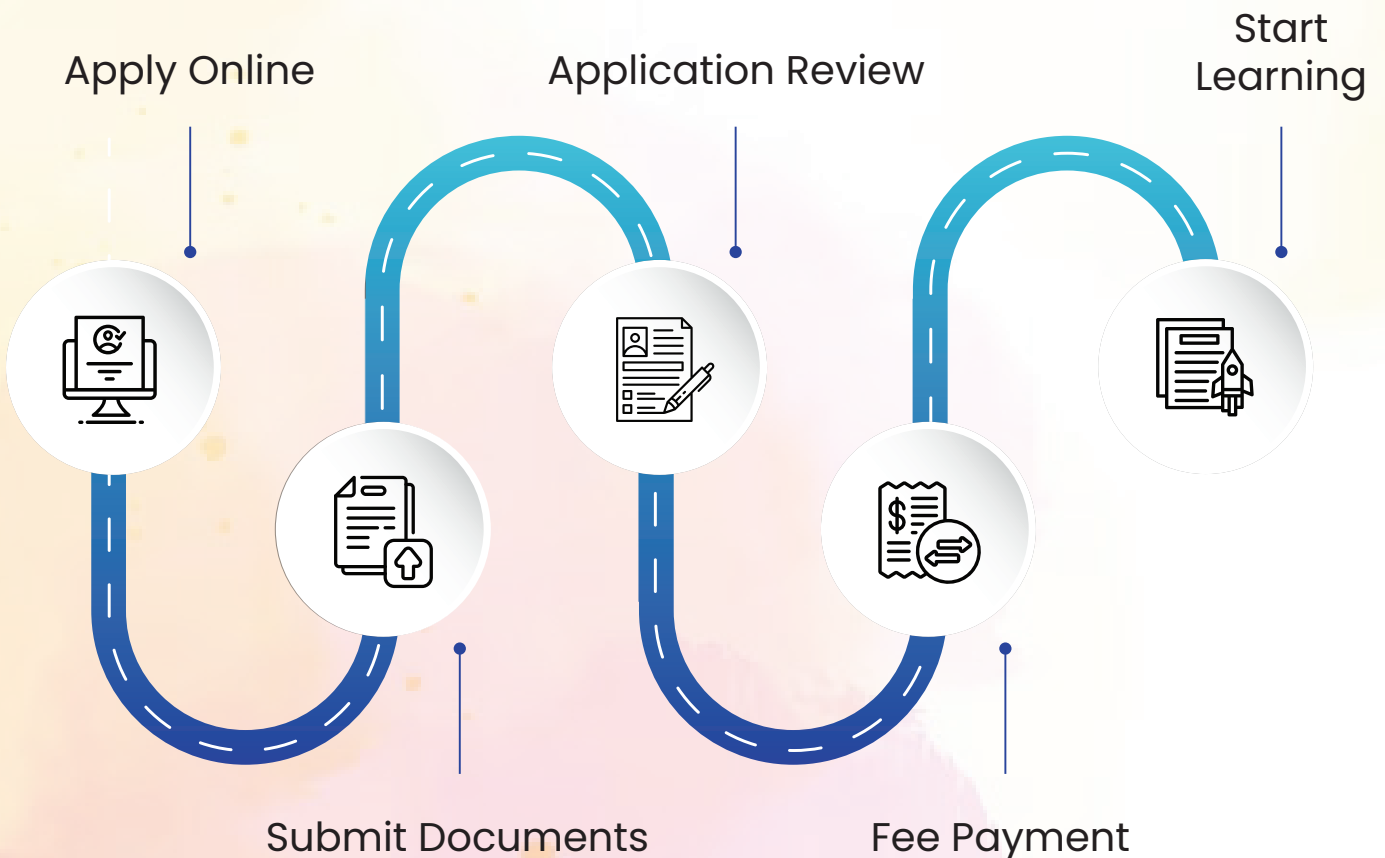 Apply Online
Submit Documents
Application Review
Fee Payment
Start
Learning